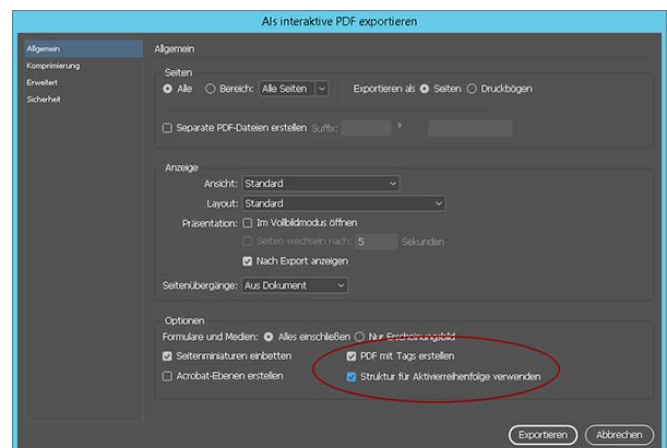 Als interaktive PDF exportieren
Allgemein
Komprimierung
Erweitert
Sicherheit
Allgemein
Seiten
Alle Bereich: Alle Seiten Exportieren als Seiten Druckbögen
Separate PDF-Dateien erstellen Suffix:
Anzeige
Ansicht: Standard
Layout: Standard
Präsentation: Im Vollbildmodus öffnen
Seiten wechseln nach: 5 Sekunden
Nach Export anzeigen
Seitenübergänge: Aus Dokument
Optionen
Formulare und Medien: Alles einschließen Nur Erscheinungsbild
Seitenminiaturen einbetten PDF mit Tags erstellen
Acrobat-Ebenen erstellen Struktur für Aktivierreihenfolge verwenden
Exportieren Abbrechen